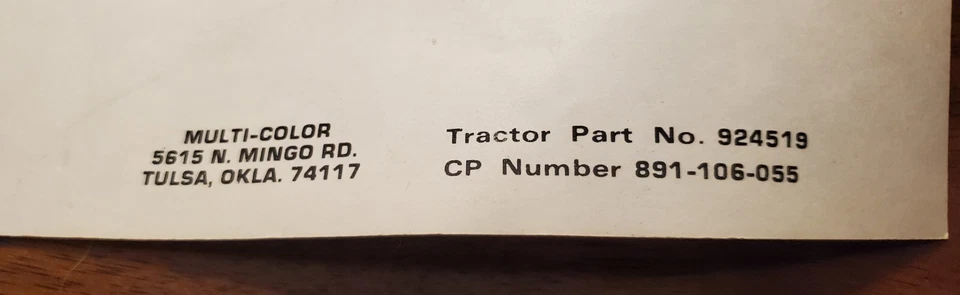 MULTI-COLOR
5615 N. MINGO RD.
TULSA, OKLA. 74117
Tractor Part No. 924519
CP Number 891-106-055